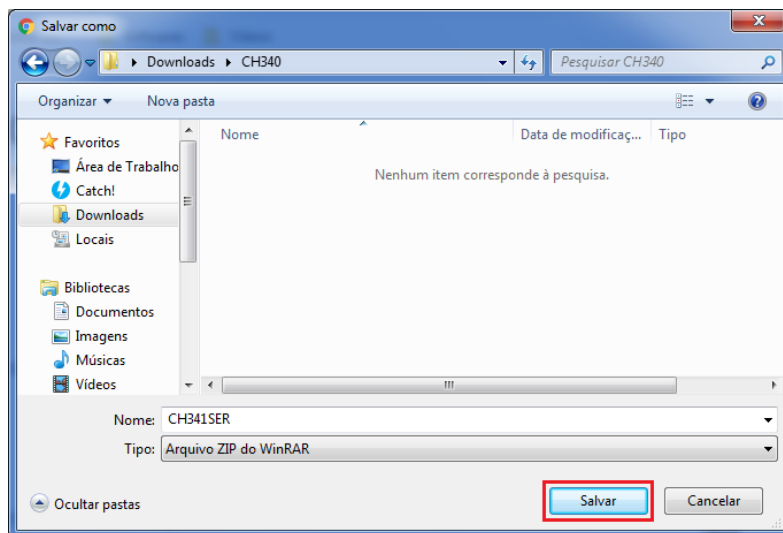 Salvar como
Downloads CH340
Pesquisar CH340
Organizar Nova pasta
Favoritos
Área de Trabalho
Catch!
Downloads
Locais
Bibliotecas
Documentos
Imagens
Músicas
Vídeos
Nome Data de modificaç... Tipo
Nenhum item corresponde à pesquisa.
Nome: CH341SER
Tipo: Arquivo ZIP do WinRAR
Ocultar pastas
Salvar Cancelar